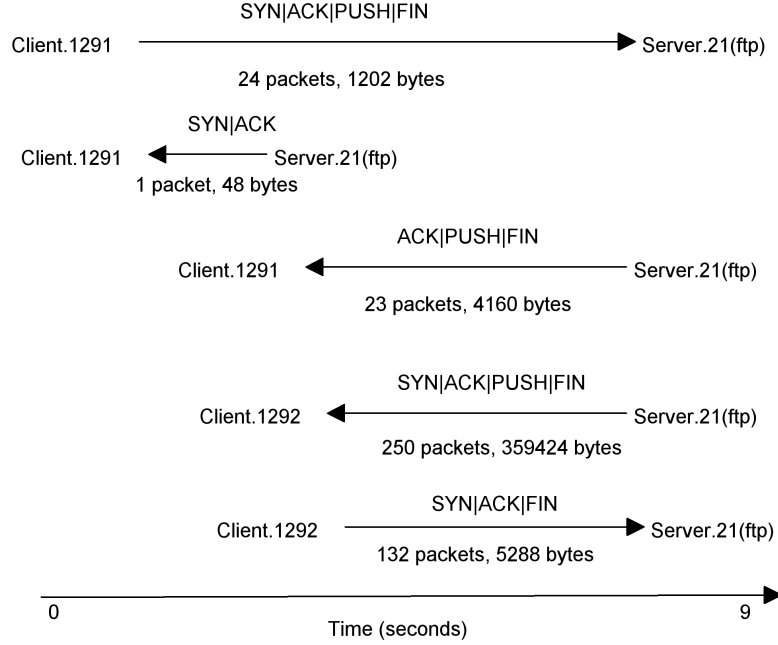 SYN|ACK|PUSH|FIN
Client.1291 Server.21(ftp)
24 packets, 1202 bytes
SYN|ACK
Client.1291 Server.21(ftp)
1 packet, 48 bytes
ACK|PUSH|FIN
Client.1291 Server.21(ftp)
23 packets, 4160 bytes
SYN|ACK|PUSH|FIN
Client.1292 Server.21(ftp)
250 packets, 359424 bytes
SYN|ACK|FIN
Client.1292 Server.21(ftp)
132 packets, 5288 bytes
0 9
Time (seconds)